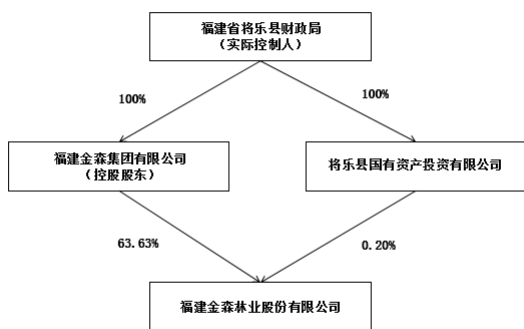 福建省将乐县财政局
（实际控制人）
100%
100%
福建金森集团有限公司
（控股股东）
将乐县国有资产投资有限公司
63.63%
0.20%
福建金森林业股份有限公司